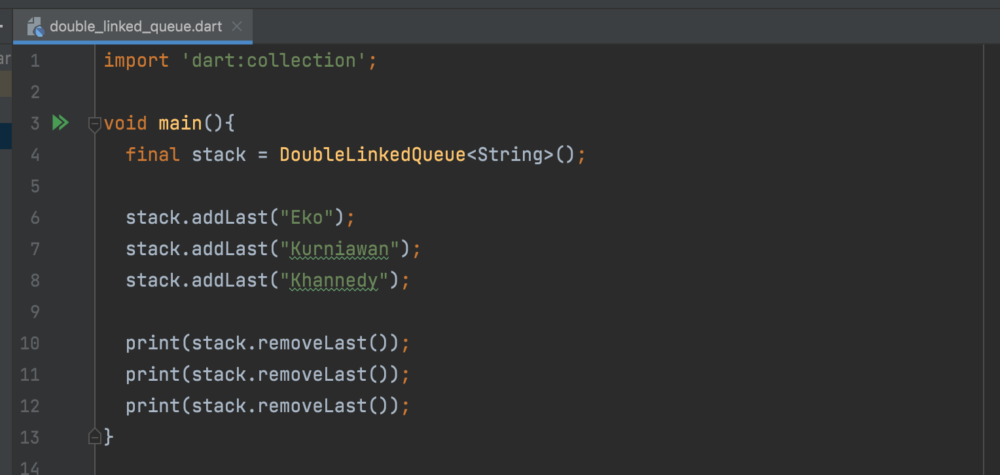 double_linked_queue.dart
ar
1 import 'dart:collection';
2
3 void main(){
4 final stack = DoubleLinkedQueue<String>();
5
6 stack.addLast("Eko");
7 stack.addLast("Kurniawan");
8 stack.addLast("Khannedy");
9
10 print(stack.removeLast());
11 print(stack.removeLast());
12 print(stack.removeLast());
13 }
14